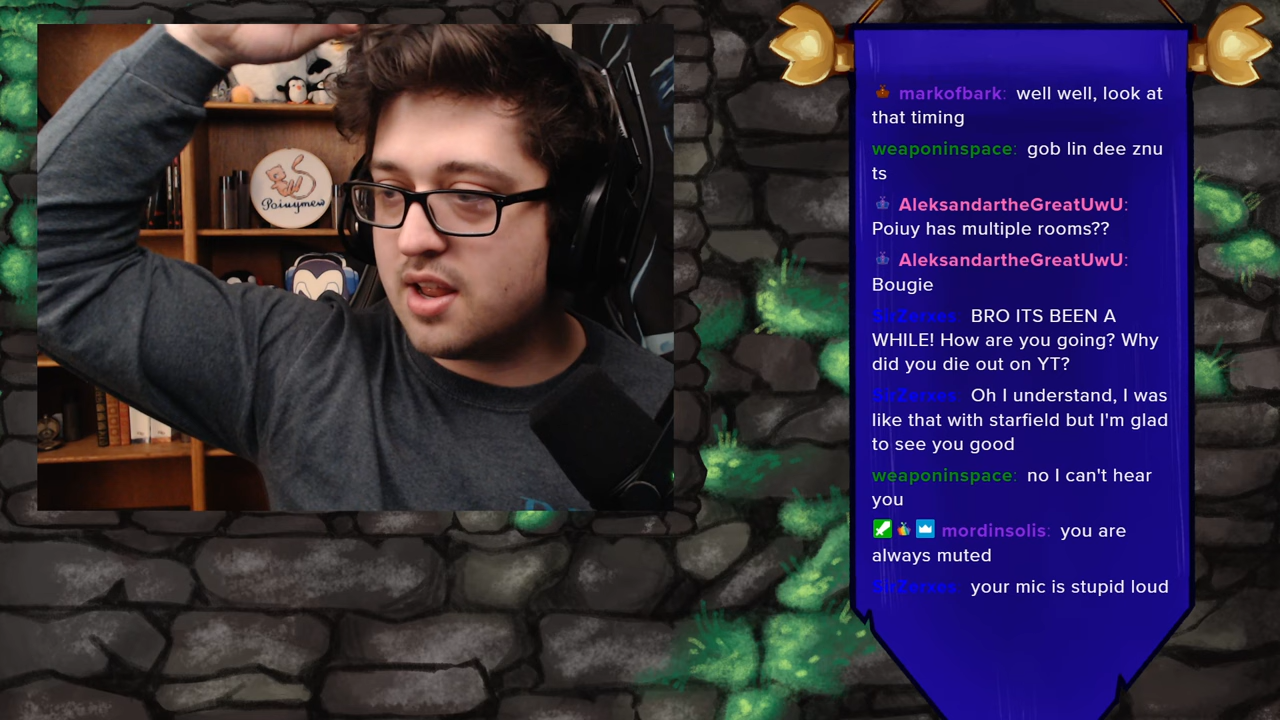 Poiuymew
markofbark: well well, look at
that timing
weaponinspace: gob lin dee znu
ts
AleksandartheGreatUwU:
Poiuy has multiple rooms??
AleksandartheGreatUwU:
Bougie
SirZerxes: BRO ITS BEEN A
WHILE! How are you going? Why
did you die out on YT?
SirZerxes: Oh I understand, I was
like that with starfield but I'm glad
to see you good
weaponinspace: no I can't hear
you
mordinsolis: you are
always muted
SirZerxes: your mic is stupid loud